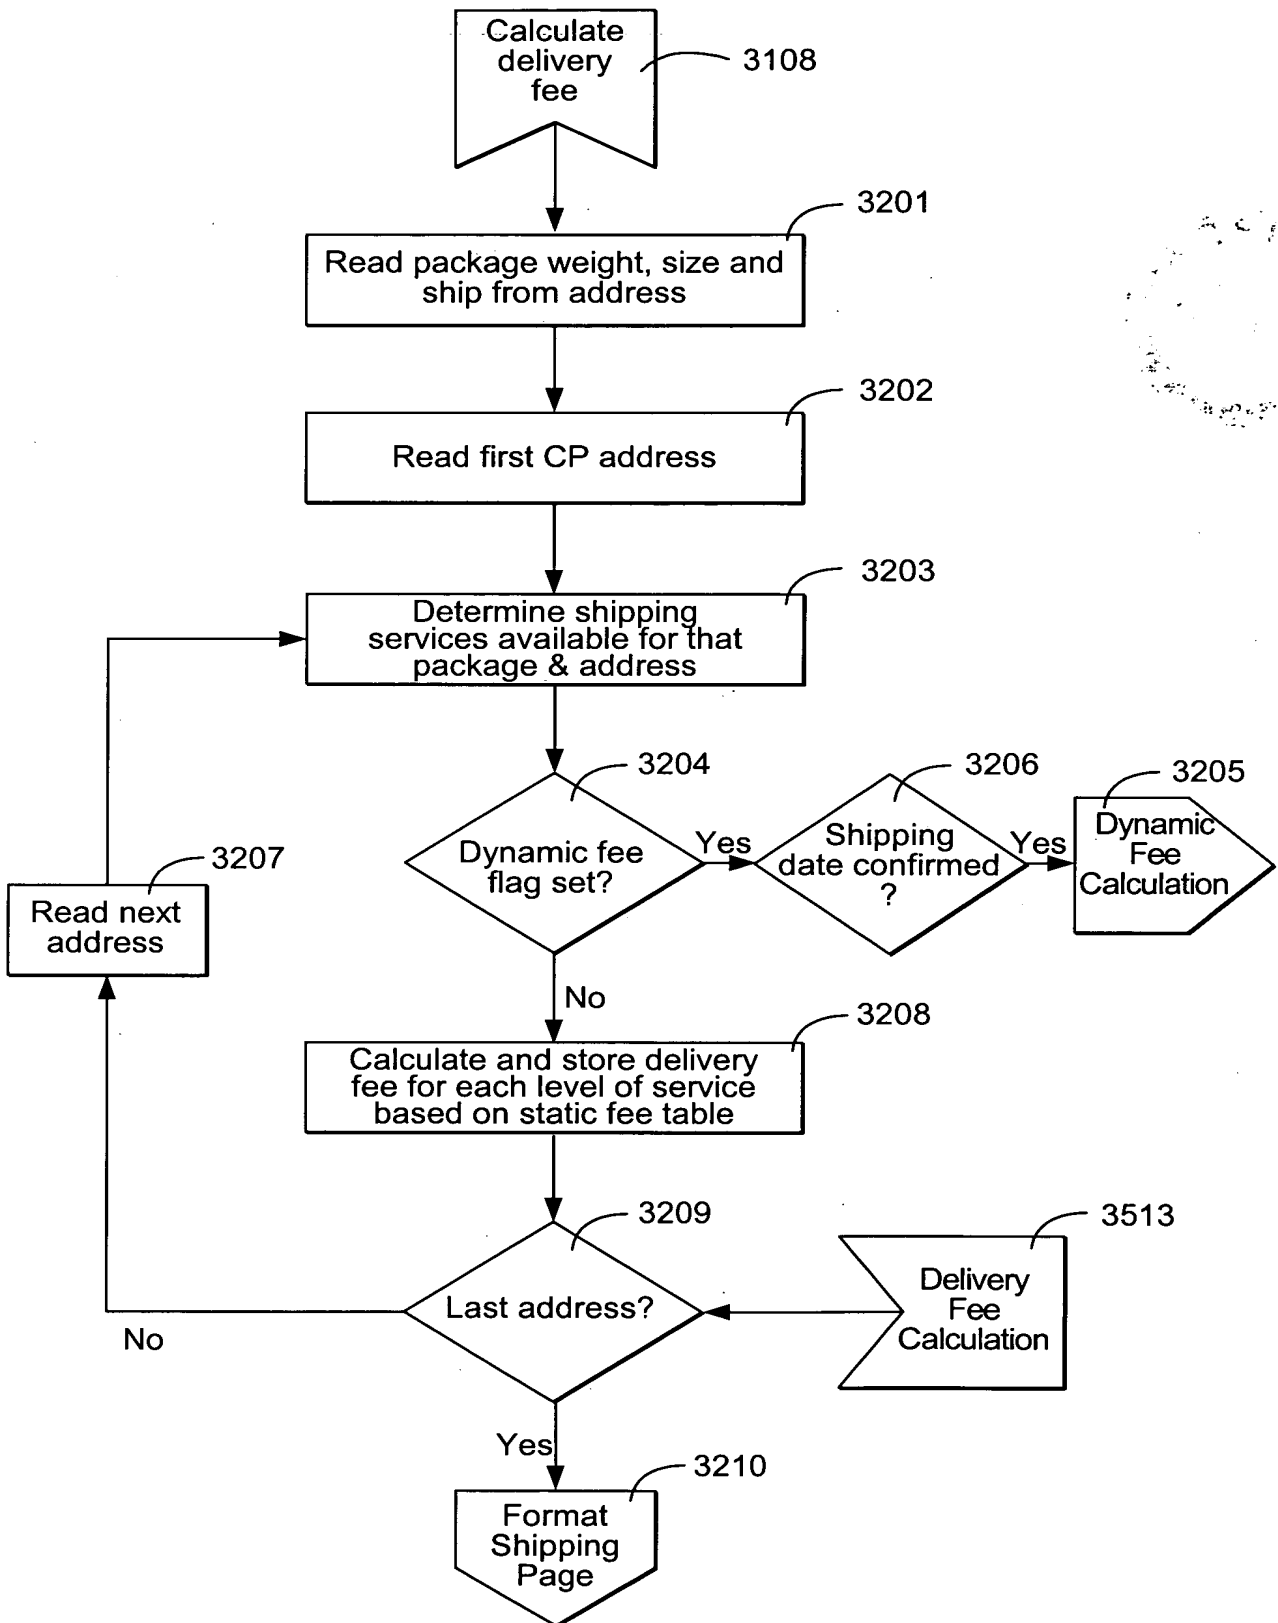 Calculate
delivery
fee
3108
3201
Read package weight, size and
ship from address
3202
Read first CP address
3203
Determine shipping
services available for that
package & address
3204
3206
3205
Dynamic fee
flag set?
Yes
Shipping
date confirmed
?
Yes
Dynamic
Fee
Calculation
3207
Read next
address
No
3208
Calculate and store delivery
fee for each level of service
based on static fee table
3209
3513
Last address?
Delivery
Fee
Calculation
No
Yes
3210
Format
Shipping
Page